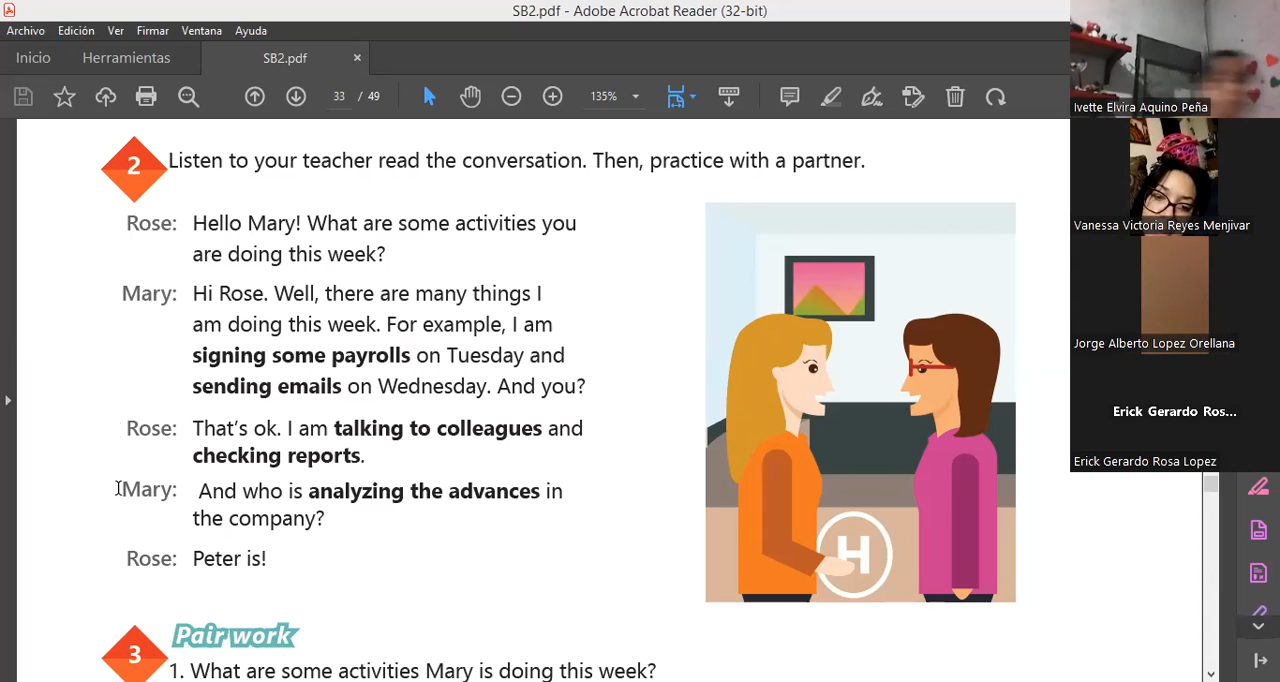 SB2.pdf - Adobe Acrobat Reader (32-bit)
Archivo Edición Ver Firmar Ventana Ayuda
Inicio Herramientas SB2.pdf ×
33 / 49 135%
2 Listen to your teacher read the conversation. Then, practice with a partner.
Rose: Hello Mary! What are some activities you
are doing this week?
Mary: Hi Rose. Well, there are many things I
am doing this week. For example, I am
signing some payrolls on Tuesday and
sending emails on Wednesday. And you?
Rose: That's ok. I am talking to colleagues and
checking reports.
Mary: And who is analyzing the advances in
the company?
Rose: Peter is!
H
Pair work
3
1. What are some activities Mary is doing this week?
Ivette Elvira Aquino Peña
Vanessa Victoria Reyes Menjivar
Jorge Alberto Lopez Orellana
Erick Gerardo Ros...
Erick Gerardo Rosa Lopez